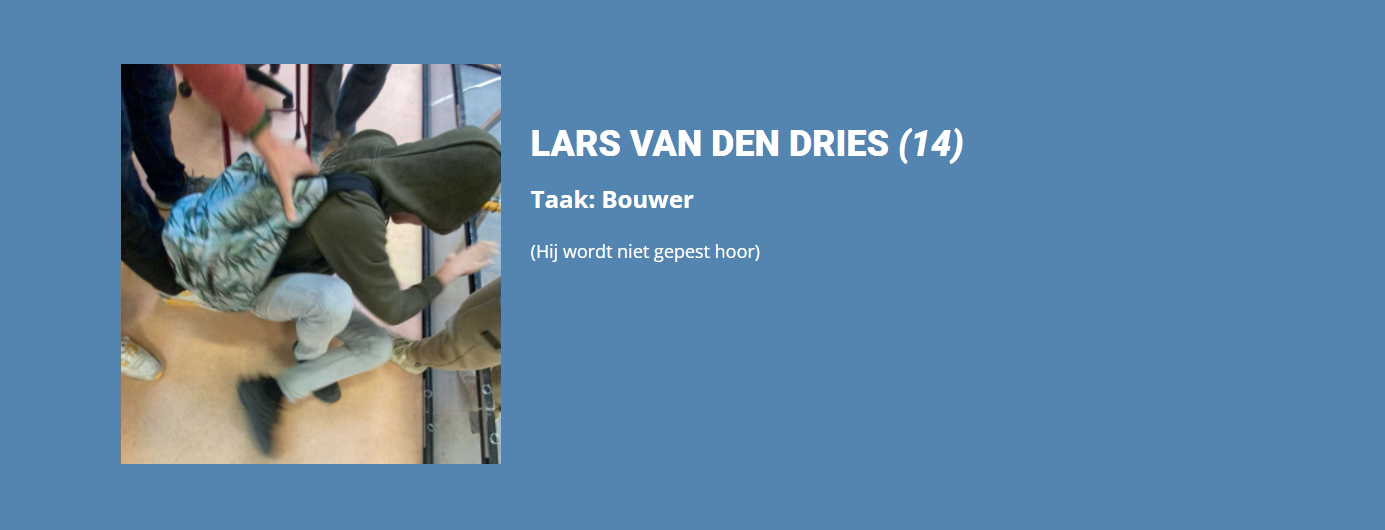 LARS VAN DEN DRIES (14)
Taak: Bouwer
(Hij wordt niet gepest hoor)